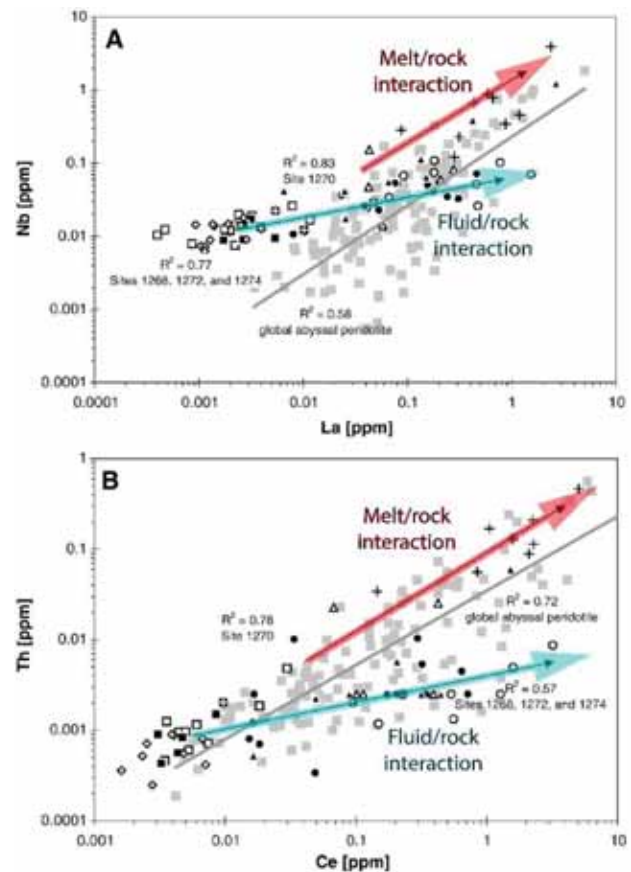 A
Nb [ppm]
10
1
0.1
0.01
0.001
0.0001
Melt/rock
interaction
R² = 0.83
Site 1270
Fluid/rock
interaction
R² = 0.77
Sites 1268, 1272, and 1274
R² = 0.58
global abyssal peridotite
0.0001
0.001
0.01
0.1
1
10
La [ppm]
B
Th [ppm]
1
0.1
0.01
0.001
0.0001
Melt/rock
interaction
R² = 0.78
Site 1270
R² = 0.72
global abyssal peridotite
R² = 0.57
Sites 1268, 1272, and 1274
Fluid/rock
interaction
0.001
0.01
0.1
1
10
Ce [ppm]